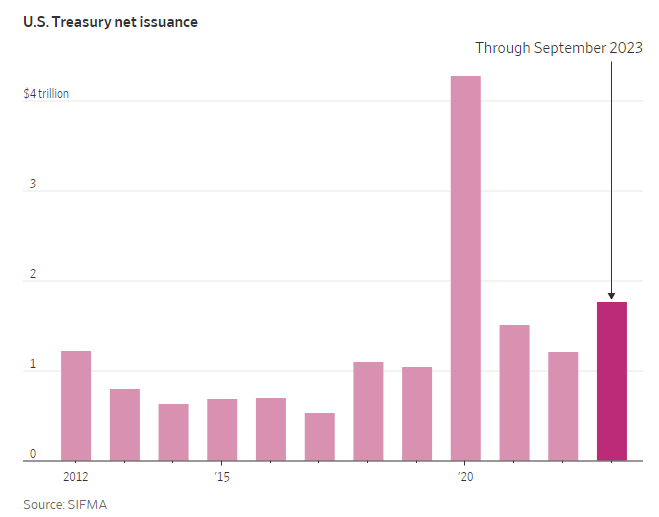 U.S. Treasury net issuance
Through September 2023
$4 trillion
3
2
1
0
2012 ’15 ’20
Source: SIFMA